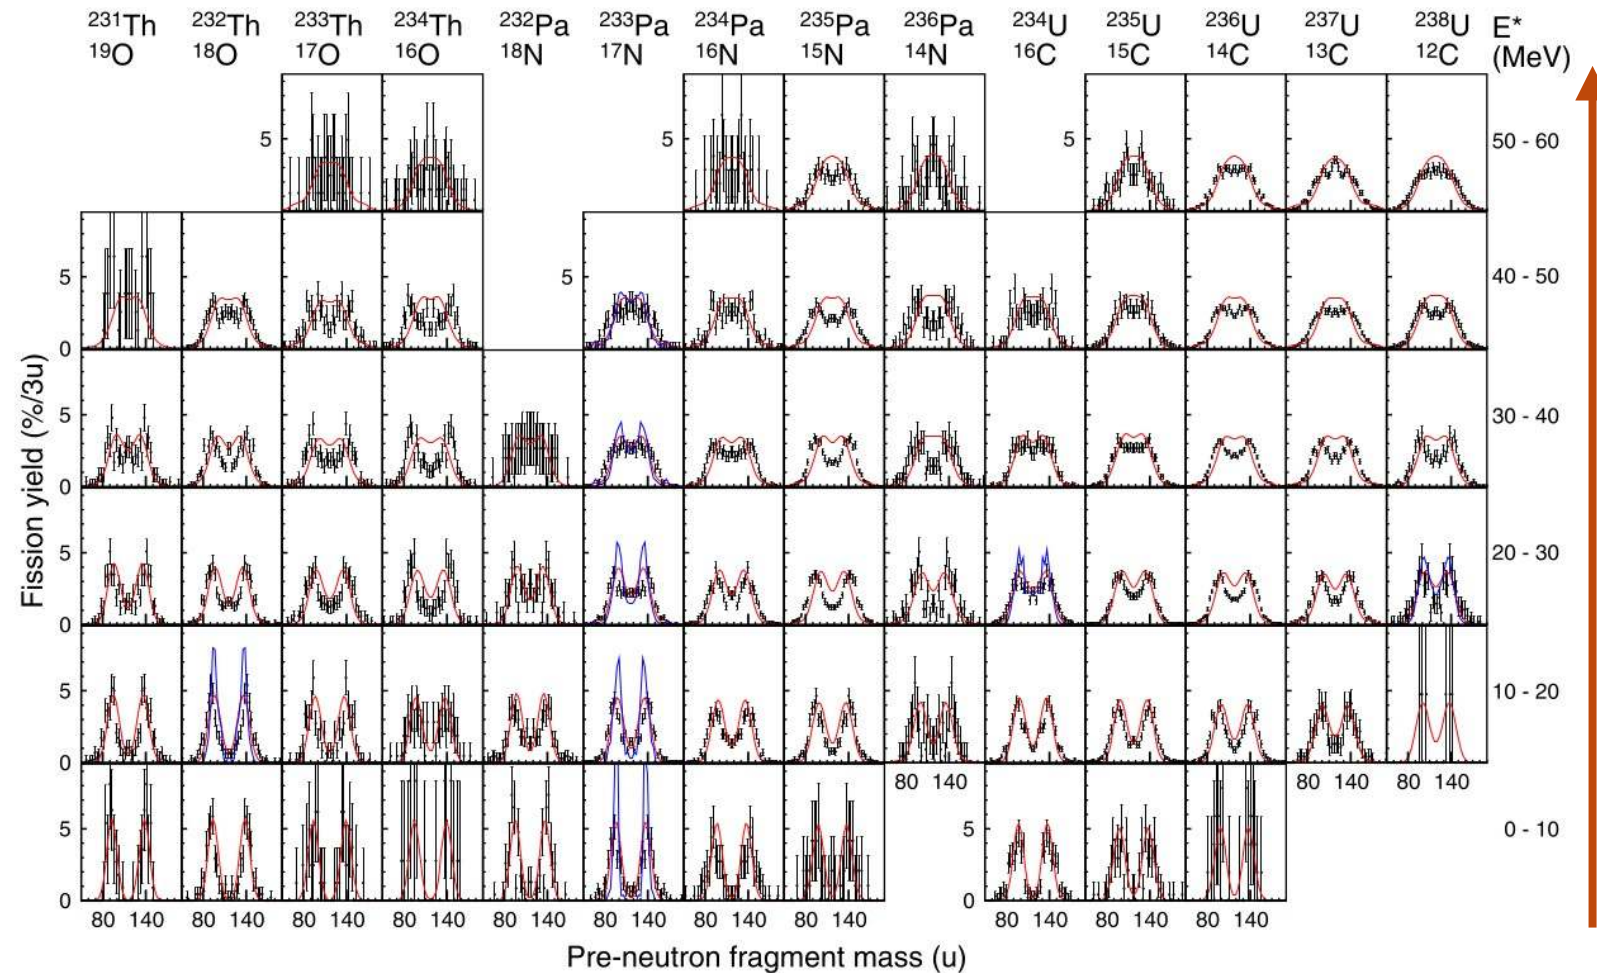 ²³¹Th ²³²Th ²³³Th ²³⁴Th ²³²Pa ²³³Pa ²³⁴Pa ²³⁵Pa ²³⁶Pa ²³⁴U ²³⁵U ²³⁶U ²³⁷U ²³⁸U E*
¹⁹O ¹⁸O ¹⁷O ¹⁶O ¹⁸N ¹⁷N ¹⁶N ¹⁵N ¹⁴N ¹⁶C ¹⁵C ¹⁴C ¹³C ¹²C (MeV)
5 5 5 50 - 60
5 5 40 - 50
0
5 30 - 40
0
5 20 - 30
0
5 10 - 20
0 80 140 80 140 80 140
5 5 0 - 10
0 0
80 140 80 140 80 140 80 140 80 140 80 140 80 140 80 140 80 140 80 140 80 140
Fission yield (%/3u)
Pre-neutron fragment mass (u)